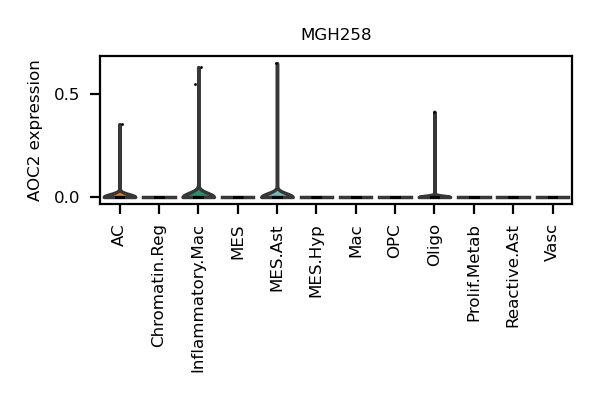 MGH258
AOC2 expression
0.5
0.0
AC
Chromatin.Reg
Inflammatory.Mac
MES
MES.Ast
MES.Hyp
Mac
OPC
Oligo
Prolif.Metab
Reactive.Ast
Vasc